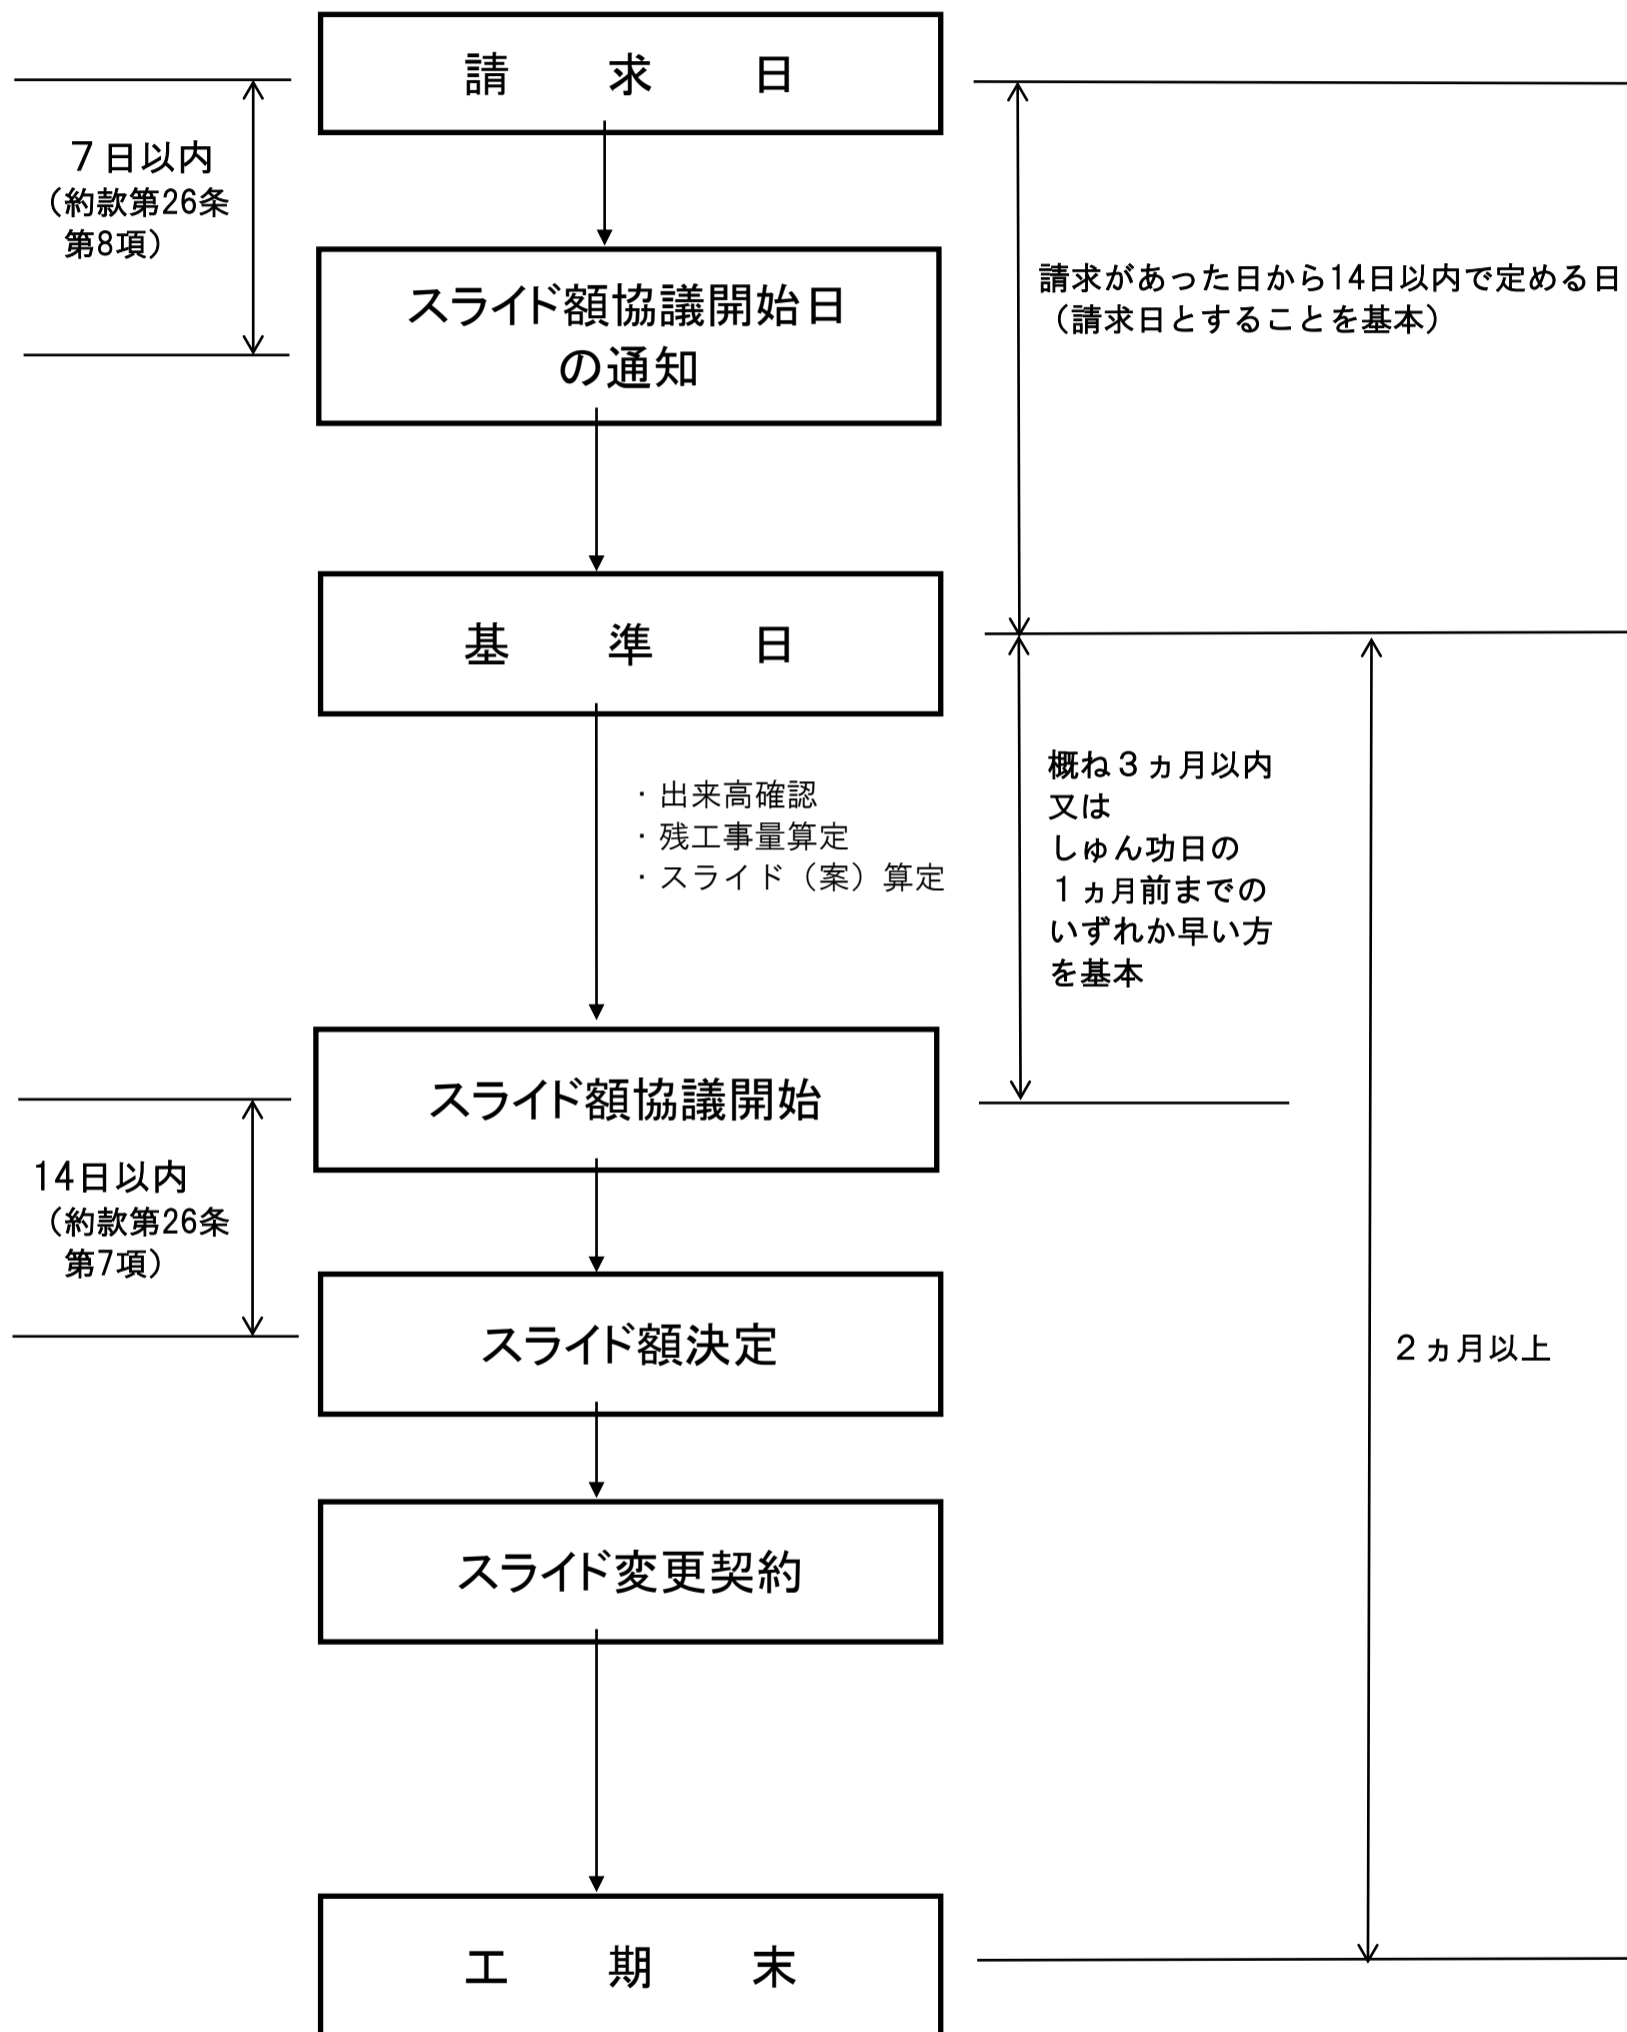 請求日
7日以内
（約款第26条
第8項）
スライド額協議開始日
の通知
請求があった日から14日以内で定める日
（請求日とすることを基本）
基準日
・出来高確認
・残工事量算定
・スライド（案）算定
概ね３ヵ月以内
又は
しゅん功日の
１ヵ月前までの
いずれか早い方
を基本
スライド額協議開始
14日以内
（約款第26条
第7項）
スライド額決定
２ヵ月以上
スライド変更契約
工期末